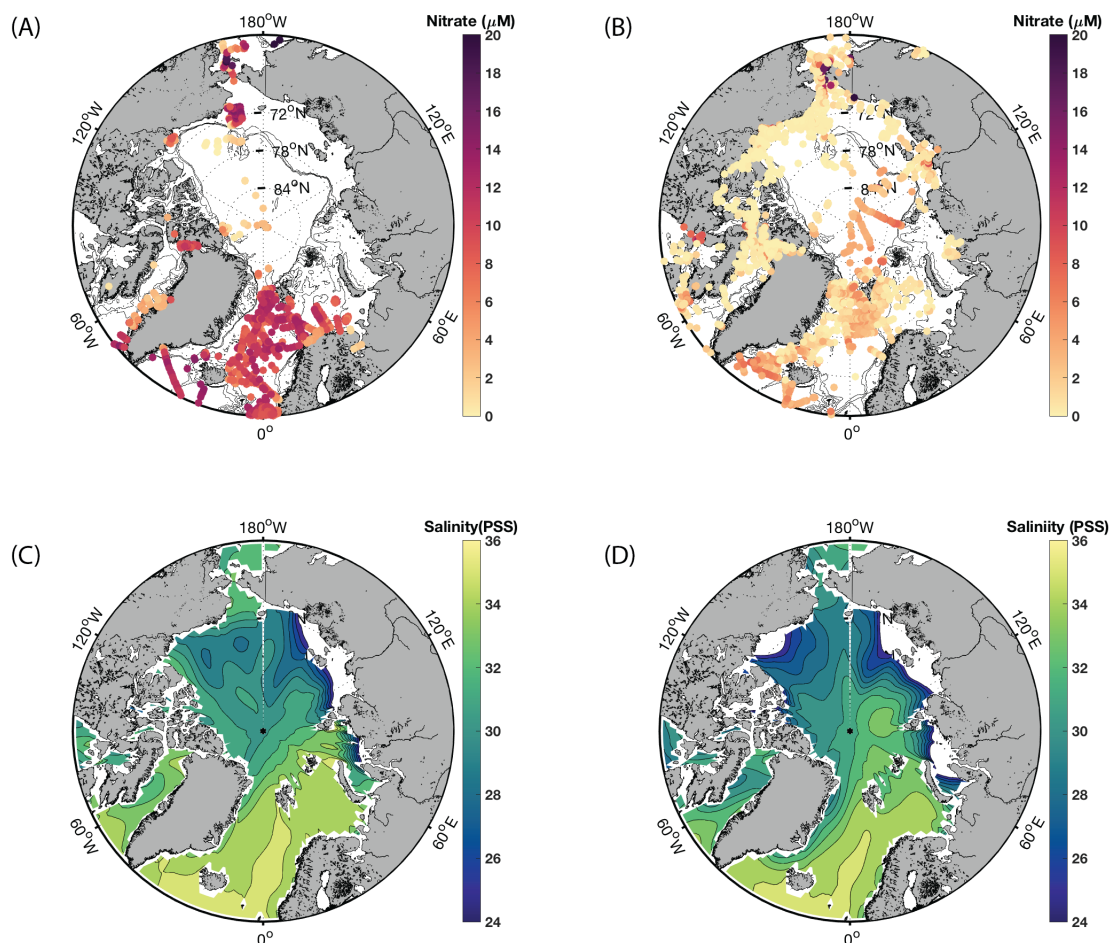 (A)
180°W
Nitrate (μM)
120°W
120°E
72°N
78°N
84°N
60°W
60°E
0°
20
18
16
14
12
10
8
6
4
2
0
(B)
180°W
Nitrate (μM)
120°W
120°E
78°N
60°W
60°E
0°
20
18
16
14
12
10
8
6
4
2
0
(C)
180°W
Salinity(PSS)
120°W
120°E
N
60°W
60°E
0°
36
34
32
30
28
26
24
(D)
180°W
Saliniity (PSS)
120°W
120°E
60°W
60°E
0°
36
34
32
30
28
26
24